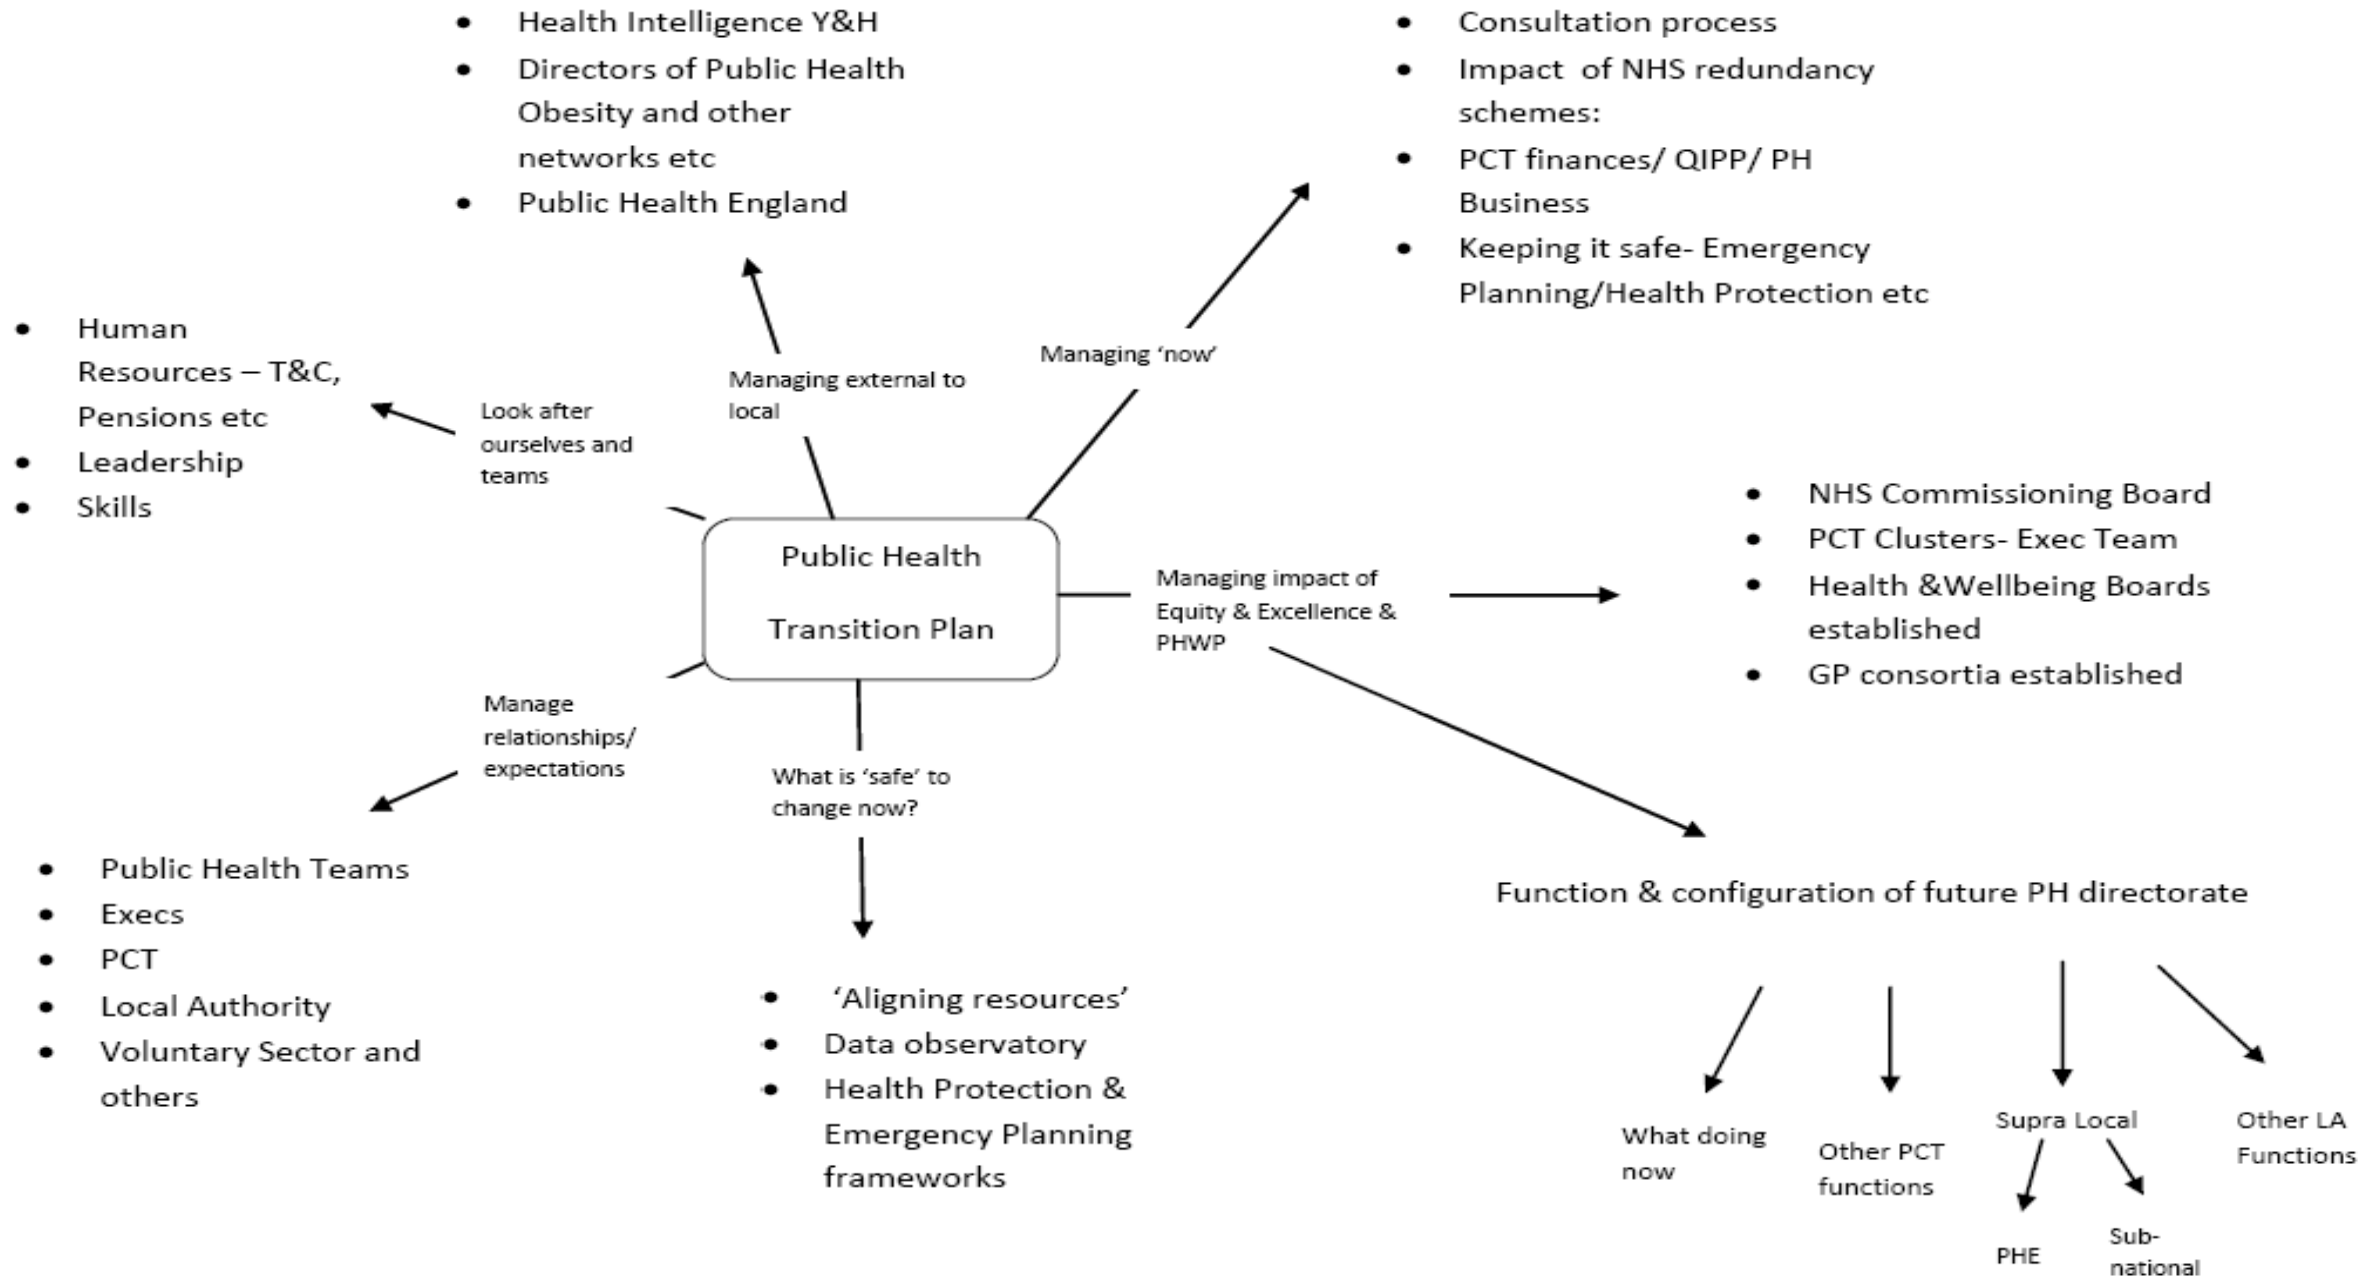 • Health Intelligence Y&H
• Directors of Public Health
Obesity and other
networks etc
• Public Health England
• Consultation process
• Impact  of NHS redundancy
schemes:
• PCT finances/ QIPP/ PH
Business
• Keeping it safe- Emergency
Planning/Health Protection etc
• Human
Resources – T&C,
Pensions etc
• Leadership
• Skills
Look after
ourselves and
teams
Managing external to
local
Managing ‘now’
Public Health
Transition Plan
Managing impact of
Equity & Excellence &
PHWP
• NHS Commissioning Board
• PCT Clusters- Exec Team
• Health &Wellbeing Boards
established
• GP consortia established
Manage
relationships/
expectations
What is ‘safe’ to
change now?
• Public Health Teams
• Execs
• PCT
• Local Authority
• Voluntary Sector and
others
• ‘Aligning resources’
• Data observatory
• Health Protection &
Emergency Planning
frameworks
Function & configuration of future PH directorate
What doing
now
Other PCT
functions
Supra Local
Other LA
Functions
PHE
Sub-
national